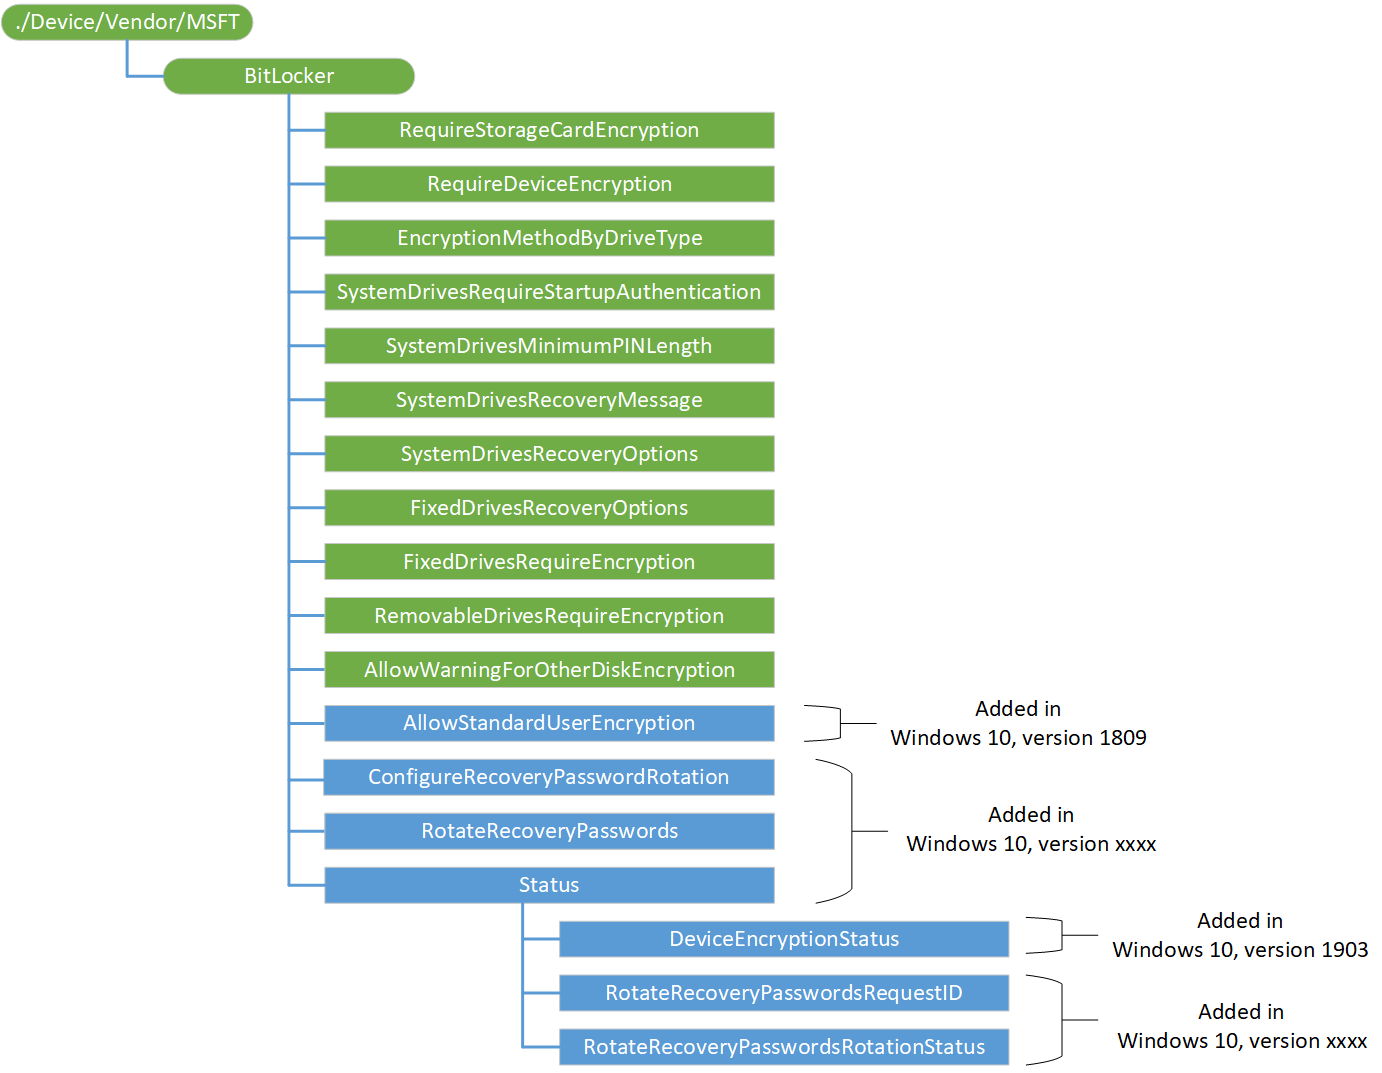 ./Device/Vendor/MSFT
BitLocker
RequireStorageCardEncryption
RequireDeviceEncryption
EncryptionMethodByDriveType
SystemDrivesRequireStartupAuthentication
SystemDrivesMinimumPINLength
SystemDrivesRecoveryMessage
SystemDrivesRecoveryOptions
FixedDrivesRecoveryOptions
FixedDrivesRequireEncryption
RemovableDrivesRequireEncryption
AllowWarningForOtherDiskEncryption
AllowStandardUserEncryption
Added in
Windows 10, version 1809
ConfigureRecoveryPasswordRotation
RotateRecoveryPasswords
Status
Added in
Windows 10, version xxxx
DeviceEncryptionStatus
Added in
Windows 10, version 1903
RotateRecoveryPasswordsRequestID
RotateRecoveryPasswordsRotationStatus
Added in
Windows 10, version xxxx